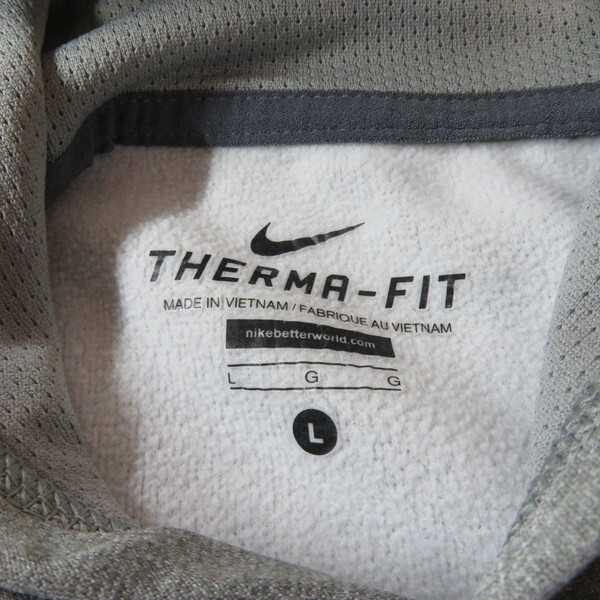 THERMA-FIT
MADE IN VIETNAM / FABRIQUE AU VIETNAM
nikebetterworld.com
L G G
L